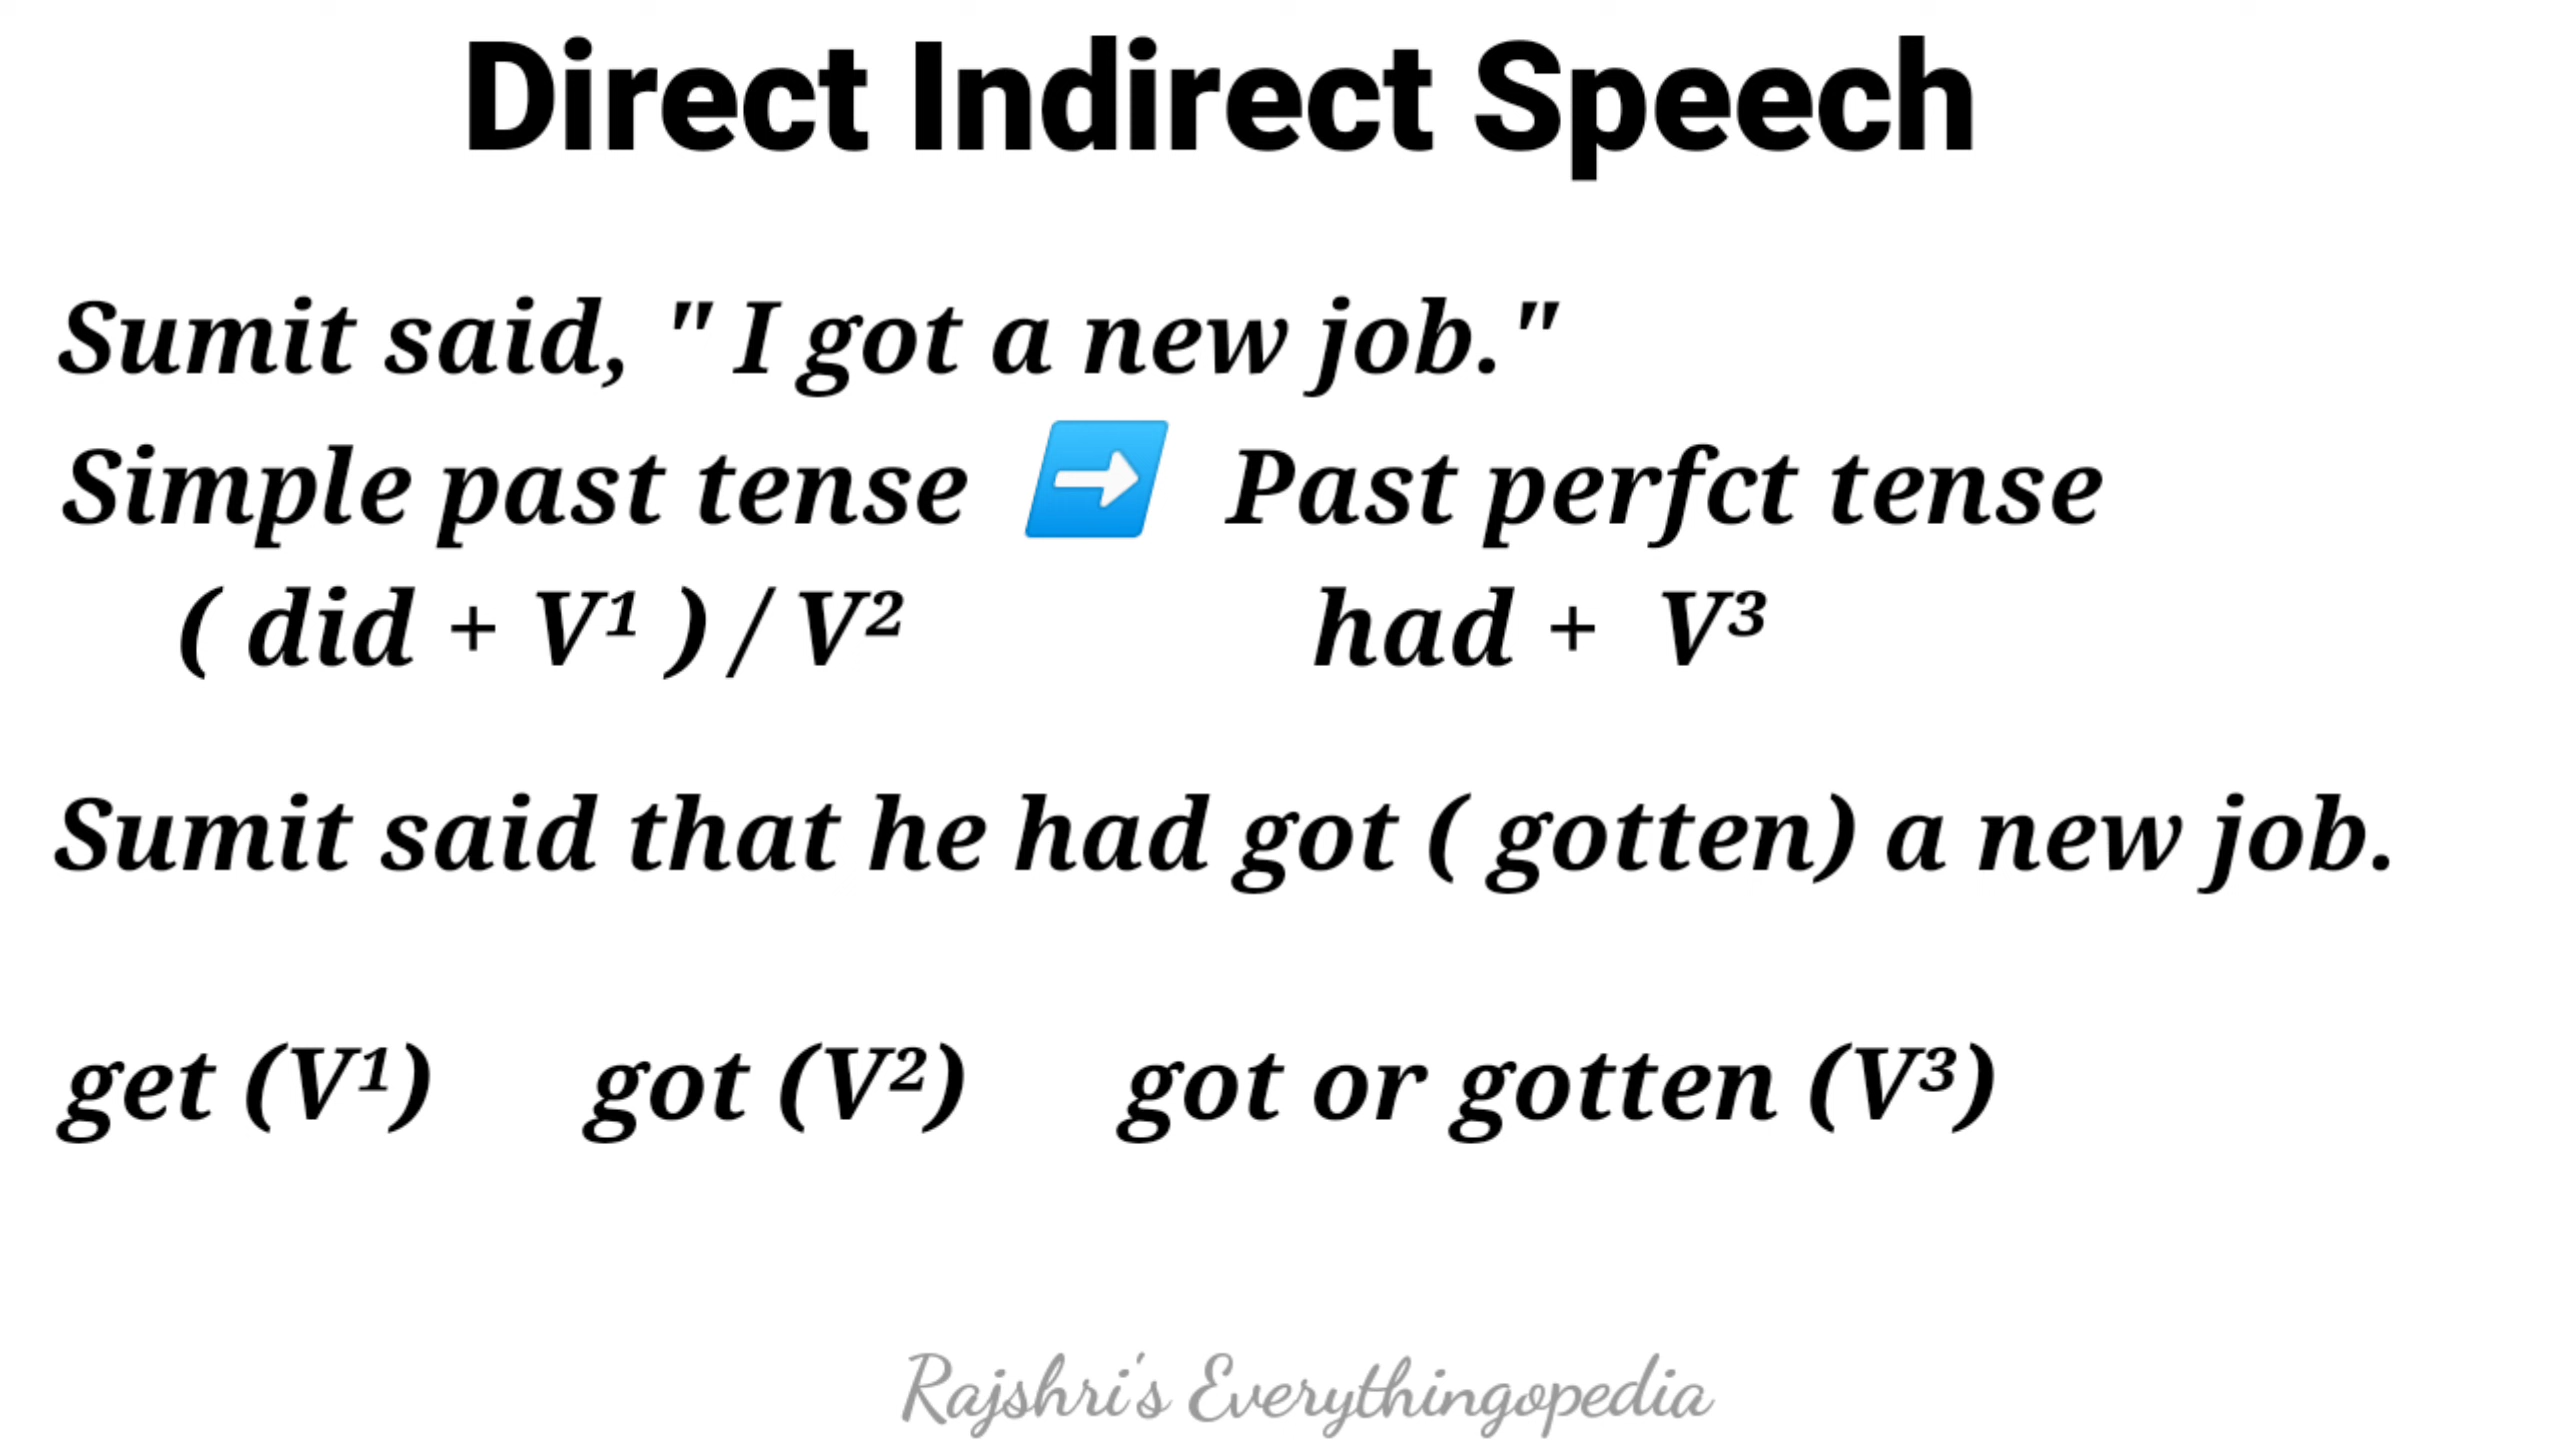 Direct Indirect Speech
Sumit said, " I got a new job."
Simple past tense ➡ Past perfct tense
( did + V¹ ) / V² had + V³
Sumit said that he had got ( gotten) a new job.
get (V¹) got (V²) got or gotten (V³)
Rajshri's Everythingopedia